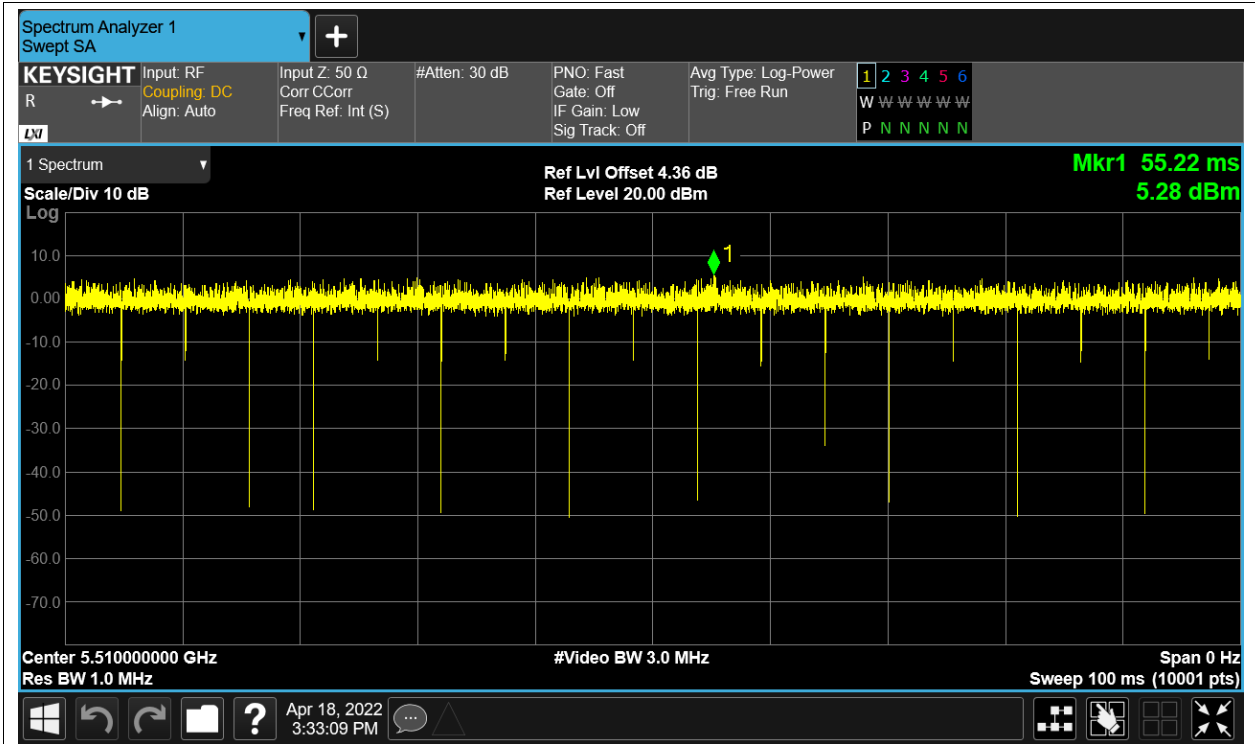 Spectrum Analyzer 1
Swept SA
KEYSIGHT
R
LXI
Input: RF
Coupling: DC
Align: Auto
Input Z: 50 Ω
Corr CCorr
Freq Ref: Int (S)
#Atten: 30 dB
PNO: Fast
Gate: Off
IF Gain: Low
Sig Track: Off
Avg Type: Log-Power
Trig: Free Run
1 2 3 4 5 6
W W W W W W
P N N N N N
1 Spectrum
Scale/Div 10 dB
Log
Ref Lvl Offset 4.36 dB
Ref Level 20.00 dBm
Mkr1 55.22 ms
5.28 dBm
1
10.0
0.00
-10.0
-20.0
-30.0
-40.0
-50.0
-60.0
-70.0
Center 5.510000000 GHz
Res BW 1.0 MHz
#Video BW 3.0 MHz
Span 0 Hz
Sweep 100 ms (10001 pts)
?
Apr 18, 2022
3:33:09 PM